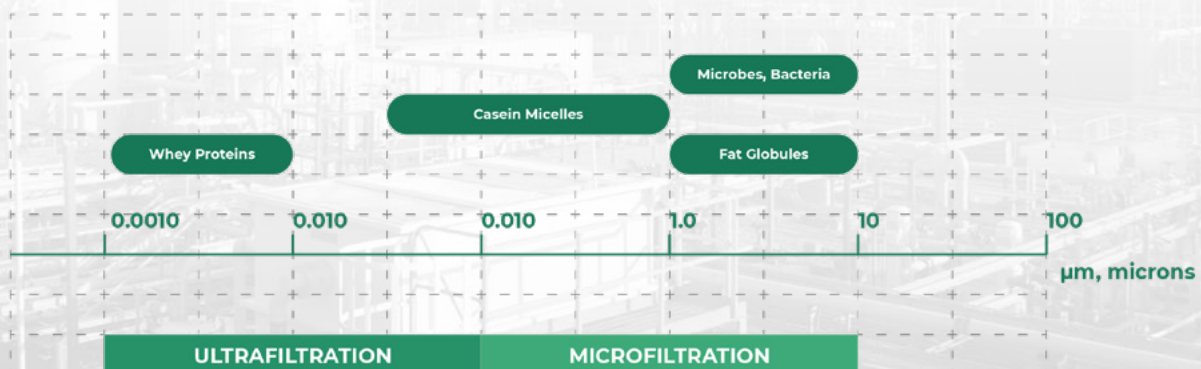 Microbes, Bacteria
Casein Micelles
Whey Proteins
Fat Globules
0.0010
0.010
0.010
1.0
10
100
µm, microns
ULTRAFILTRATION
MICROFILTRATION